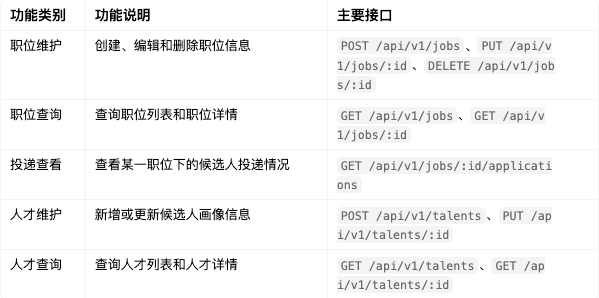 功能类别 功能说明 主要接口
职位维护 创建、编辑和删除职位信息 POST /api/v1/jobs 、 PUT /api/v
1/jobs/:id 、 DELETE /api/v1/job
s/:id
职位查询 查询职位列表和职位详情 GET /api/v1/jobs 、 GET /api/v
1/jobs/:id
投递查看 查看某一职位下的候选人投递情况 GET /api/v1/jobs/:id/applicati
ons
人才维护 新增或更新候选人画像信息 POST /api/v1/talents 、 PUT /ap
i/v1/talents/:id
人才查询 查询人才列表和人才详情 GET /api/v1/talents 、 GET /ap
i/v1/talents/:id